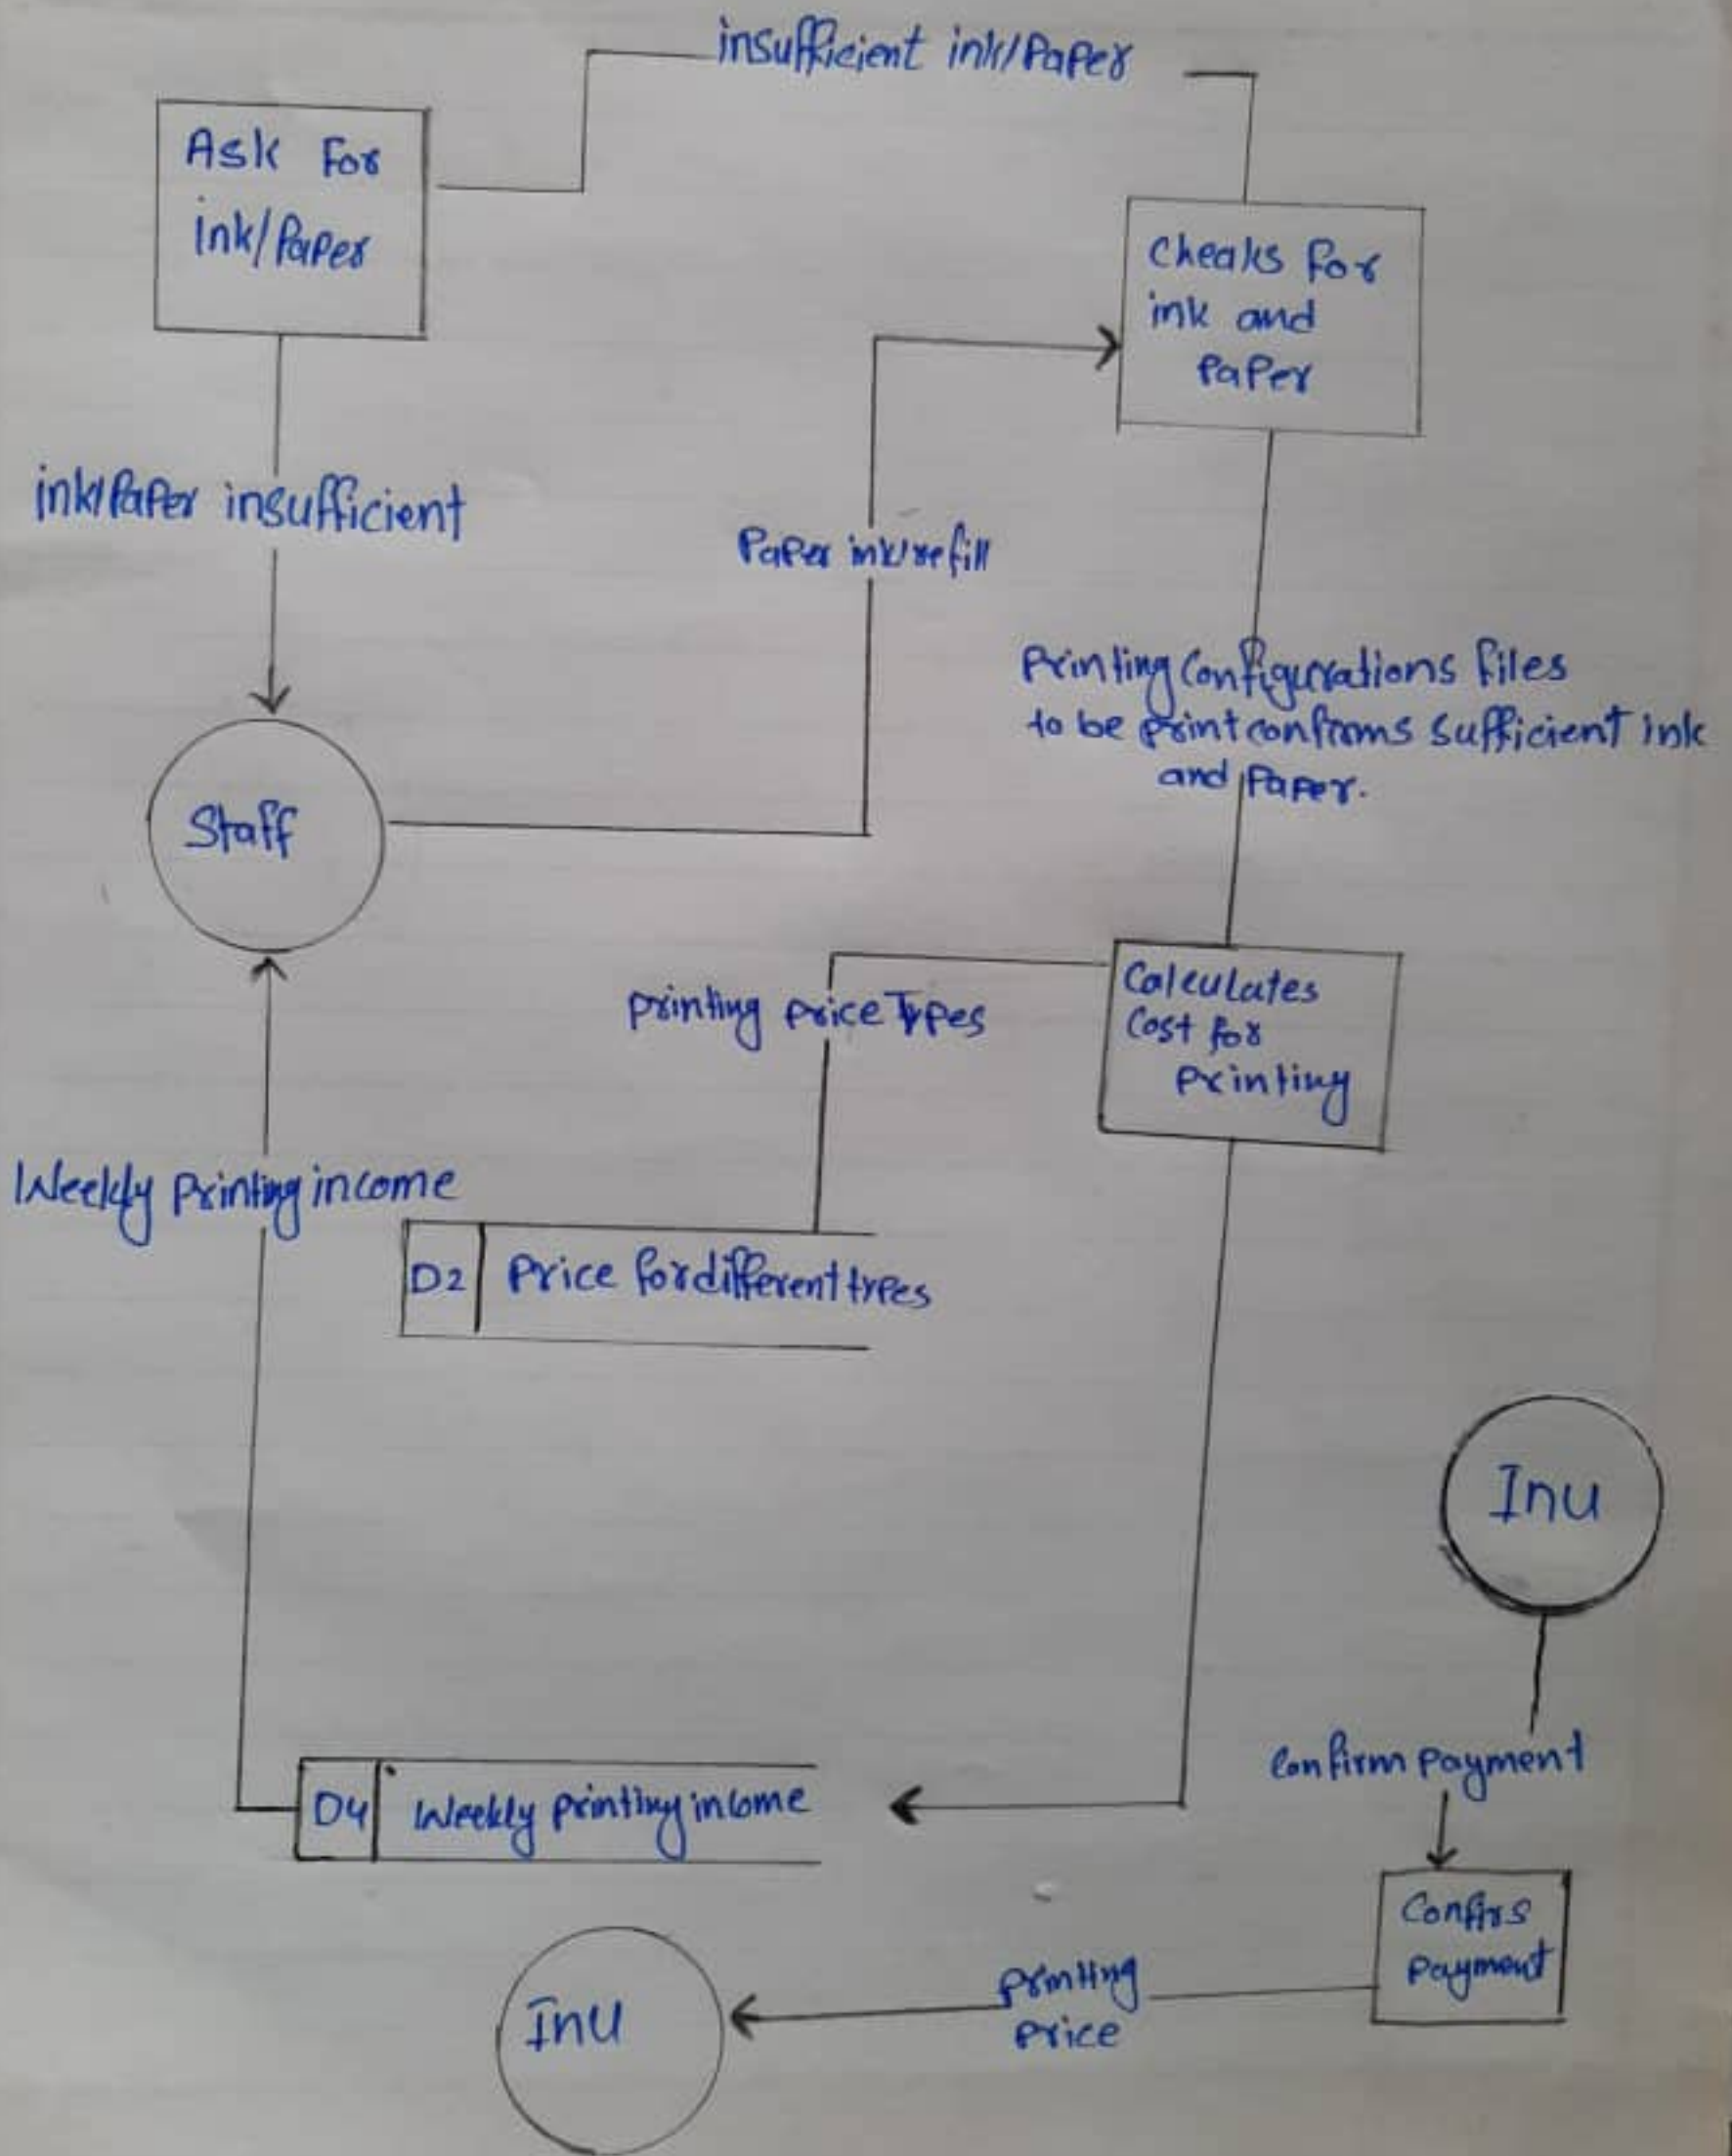 insufficient ink/Paper
Ask For
ink/Paper
Cheaks for
ink and
Paper
ink/Paper insufficient
Paper ink/refill
Printing Configurations files
to be print confroms sufficient ink
and Paper.
Staff
printing price Types
Calculates
Cost for
Printing
Weekly printing income
D2 Price for different types
Inu
Confirm payment
D4 Weekly printing income
Confirs
payment
printing
price
Inu